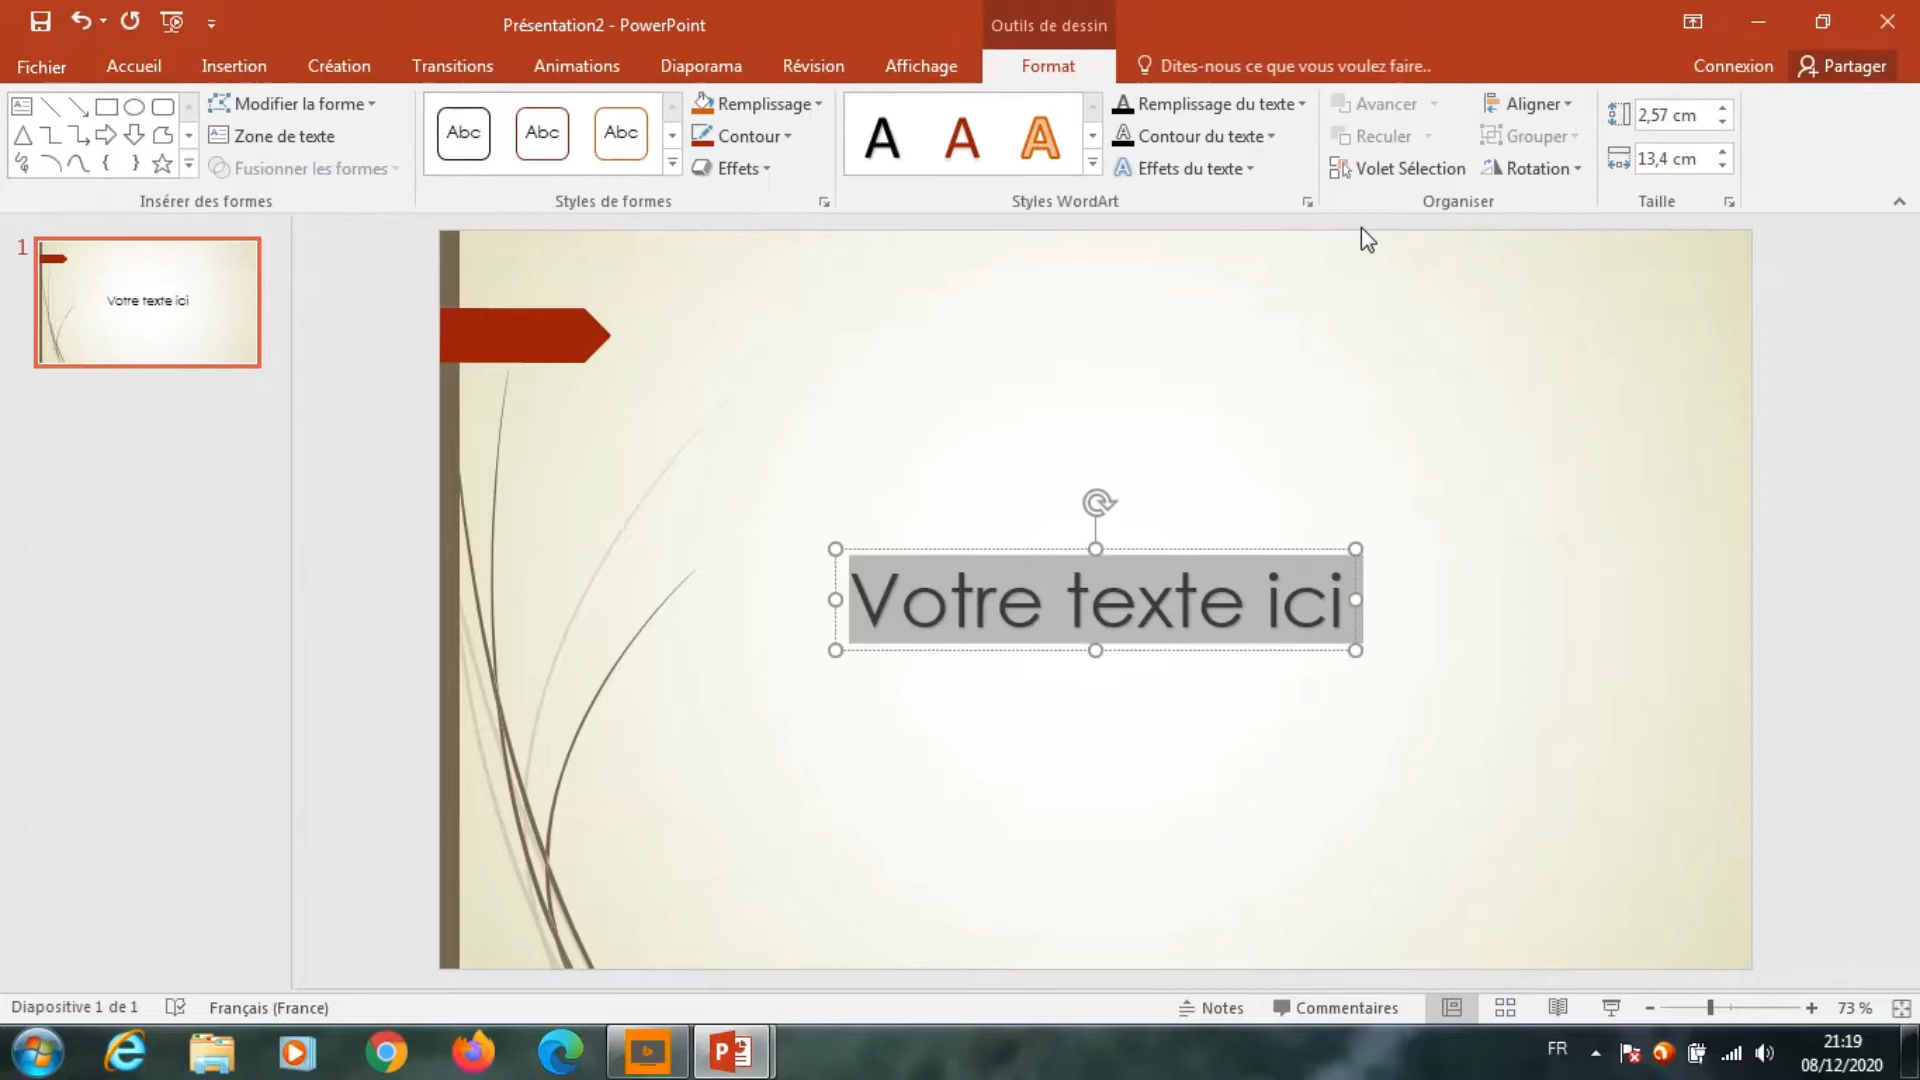 Présentation2 - PowerPoint
Outils de dessin
Fichier Accueil Insertion Création Transitions Animations Diaporama Révision Affichage Format Dites-nous ce que vous voulez faire.. Connexion Partager
Modifier la forme
Zone de texte
Fusionner les formes
Insérer des formes
Abc Abc Abc
Remplissage
Contour
Effets
Styles de formes
A A A
Remplissage du texte
Contour du texte
Effets du texte
Styles WordArt
Avancer
Reculer
Volet Sélection
Aligner
Grouper
Rotation
Organiser
2,57 cm
13,4 cm
Taille
1
Votre texte ici
Votre texte ici
Diapositive 1 de 1 Français (France) Notes Commentaires 73 %
FR
21:19
08/12/2020